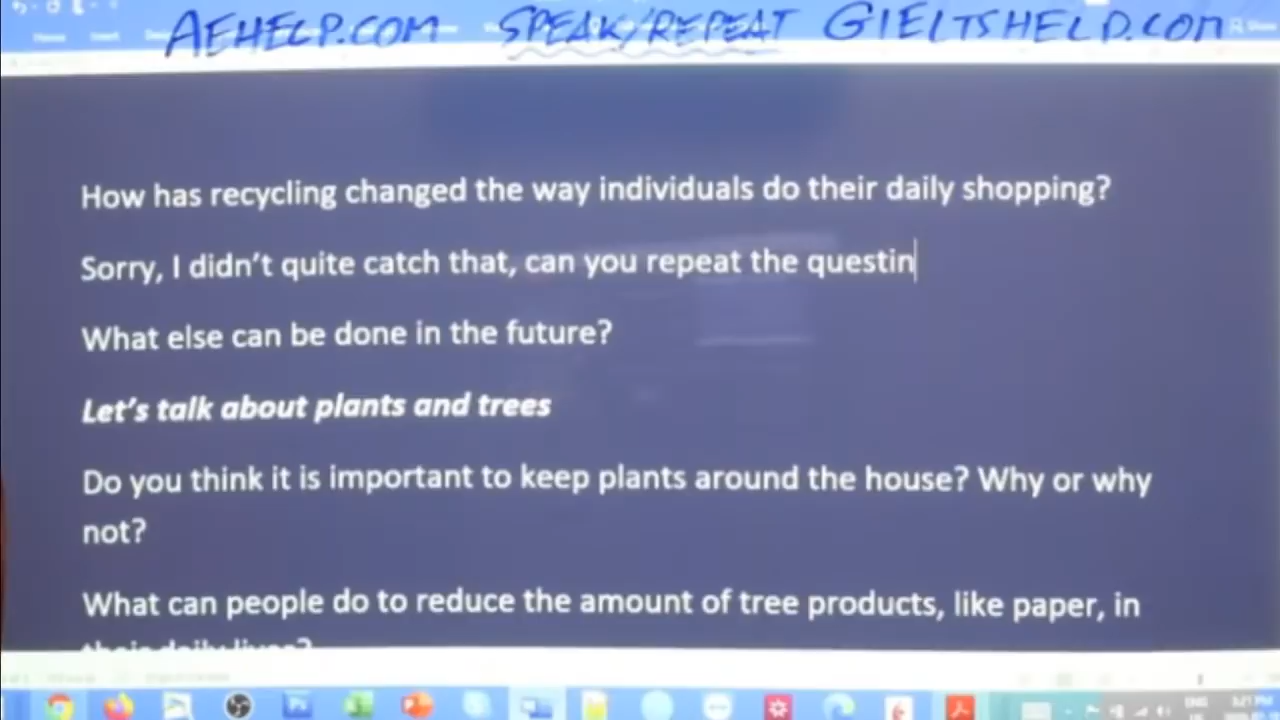 AEHELP.COM SPEAK/REPEAT GIELTSHELP.COM
How has recycling changed the way individuals do their daily shopping?
Sorry, I didn't quite catch that, can you repeat the questin
What else can be done in the future?
Let's talk about plants and trees
Do you think it is important to keep plants around the house? Why or why
not?
What can people do to reduce the amount of tree products, like paper, in
their daily lives?